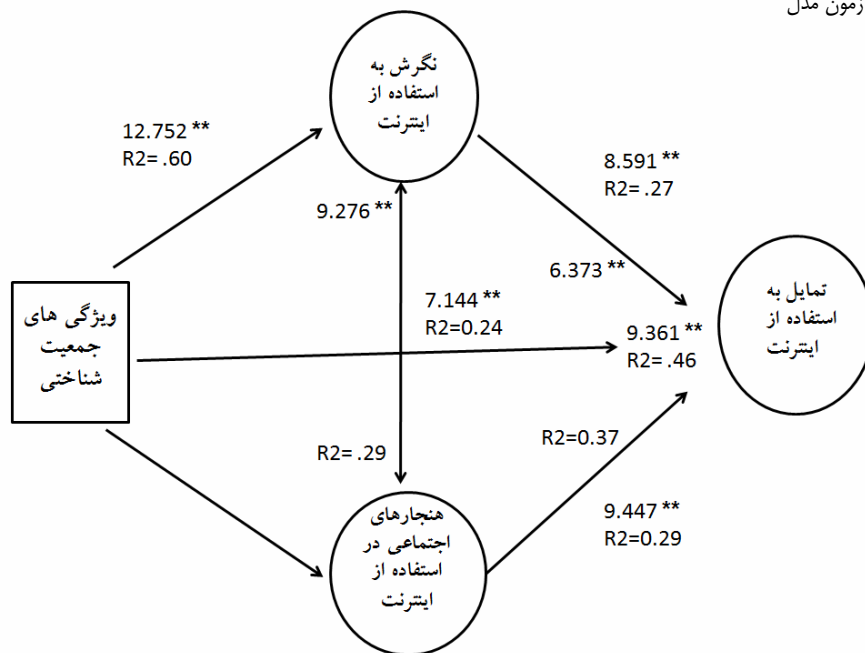 زمون مدل
نگرش به
استفاده از
اینترنت
12.752 **
R2= .60
8.591 **
R2= .27
9.276 **
6.373 **
7.144 **
R2=0.24
ویژگی های
جمعیت
شناختی
9.361 **
R2= .46
تمایل به
استفاده از
اینترنت
R2= .29
R2=0.37
هنجارهای
اجتماعی در
استفاده از
اینترنت
9.447 **
R2=0.29